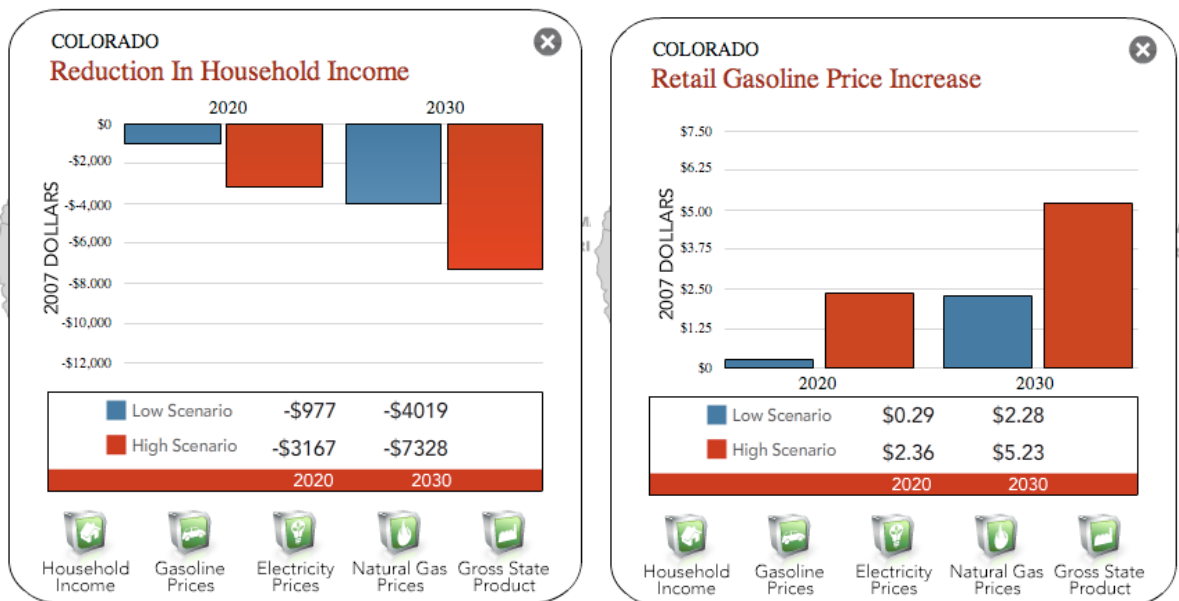 COLORADO
Reduction In Household Income
2020 2030
$0
-$2,000
-$4,000
-$6,000
-$8.000
-$10,000
-$12,000
2007 DOLLARS
Low Scenario -$977 -$4019
High Scenario -$3167 -$7328
2020 2030
Household Income
Gasoline Prices
Electricity Prices
Natural Gas Prices
Gross State Product
COLORADO
Retail Gasoline Price Increase
$7.50
$6.25
$5.00
$3.75
$2.50
$1.25
$0
2007 DOLLARS
2020 2030
Low Scenario $0.29 $2.28
High Scenario $2.36 $5.23
2020 2030
Household Income
Gasoline Prices
Electricity Prices
Natural Gas Prices
Gross State Product